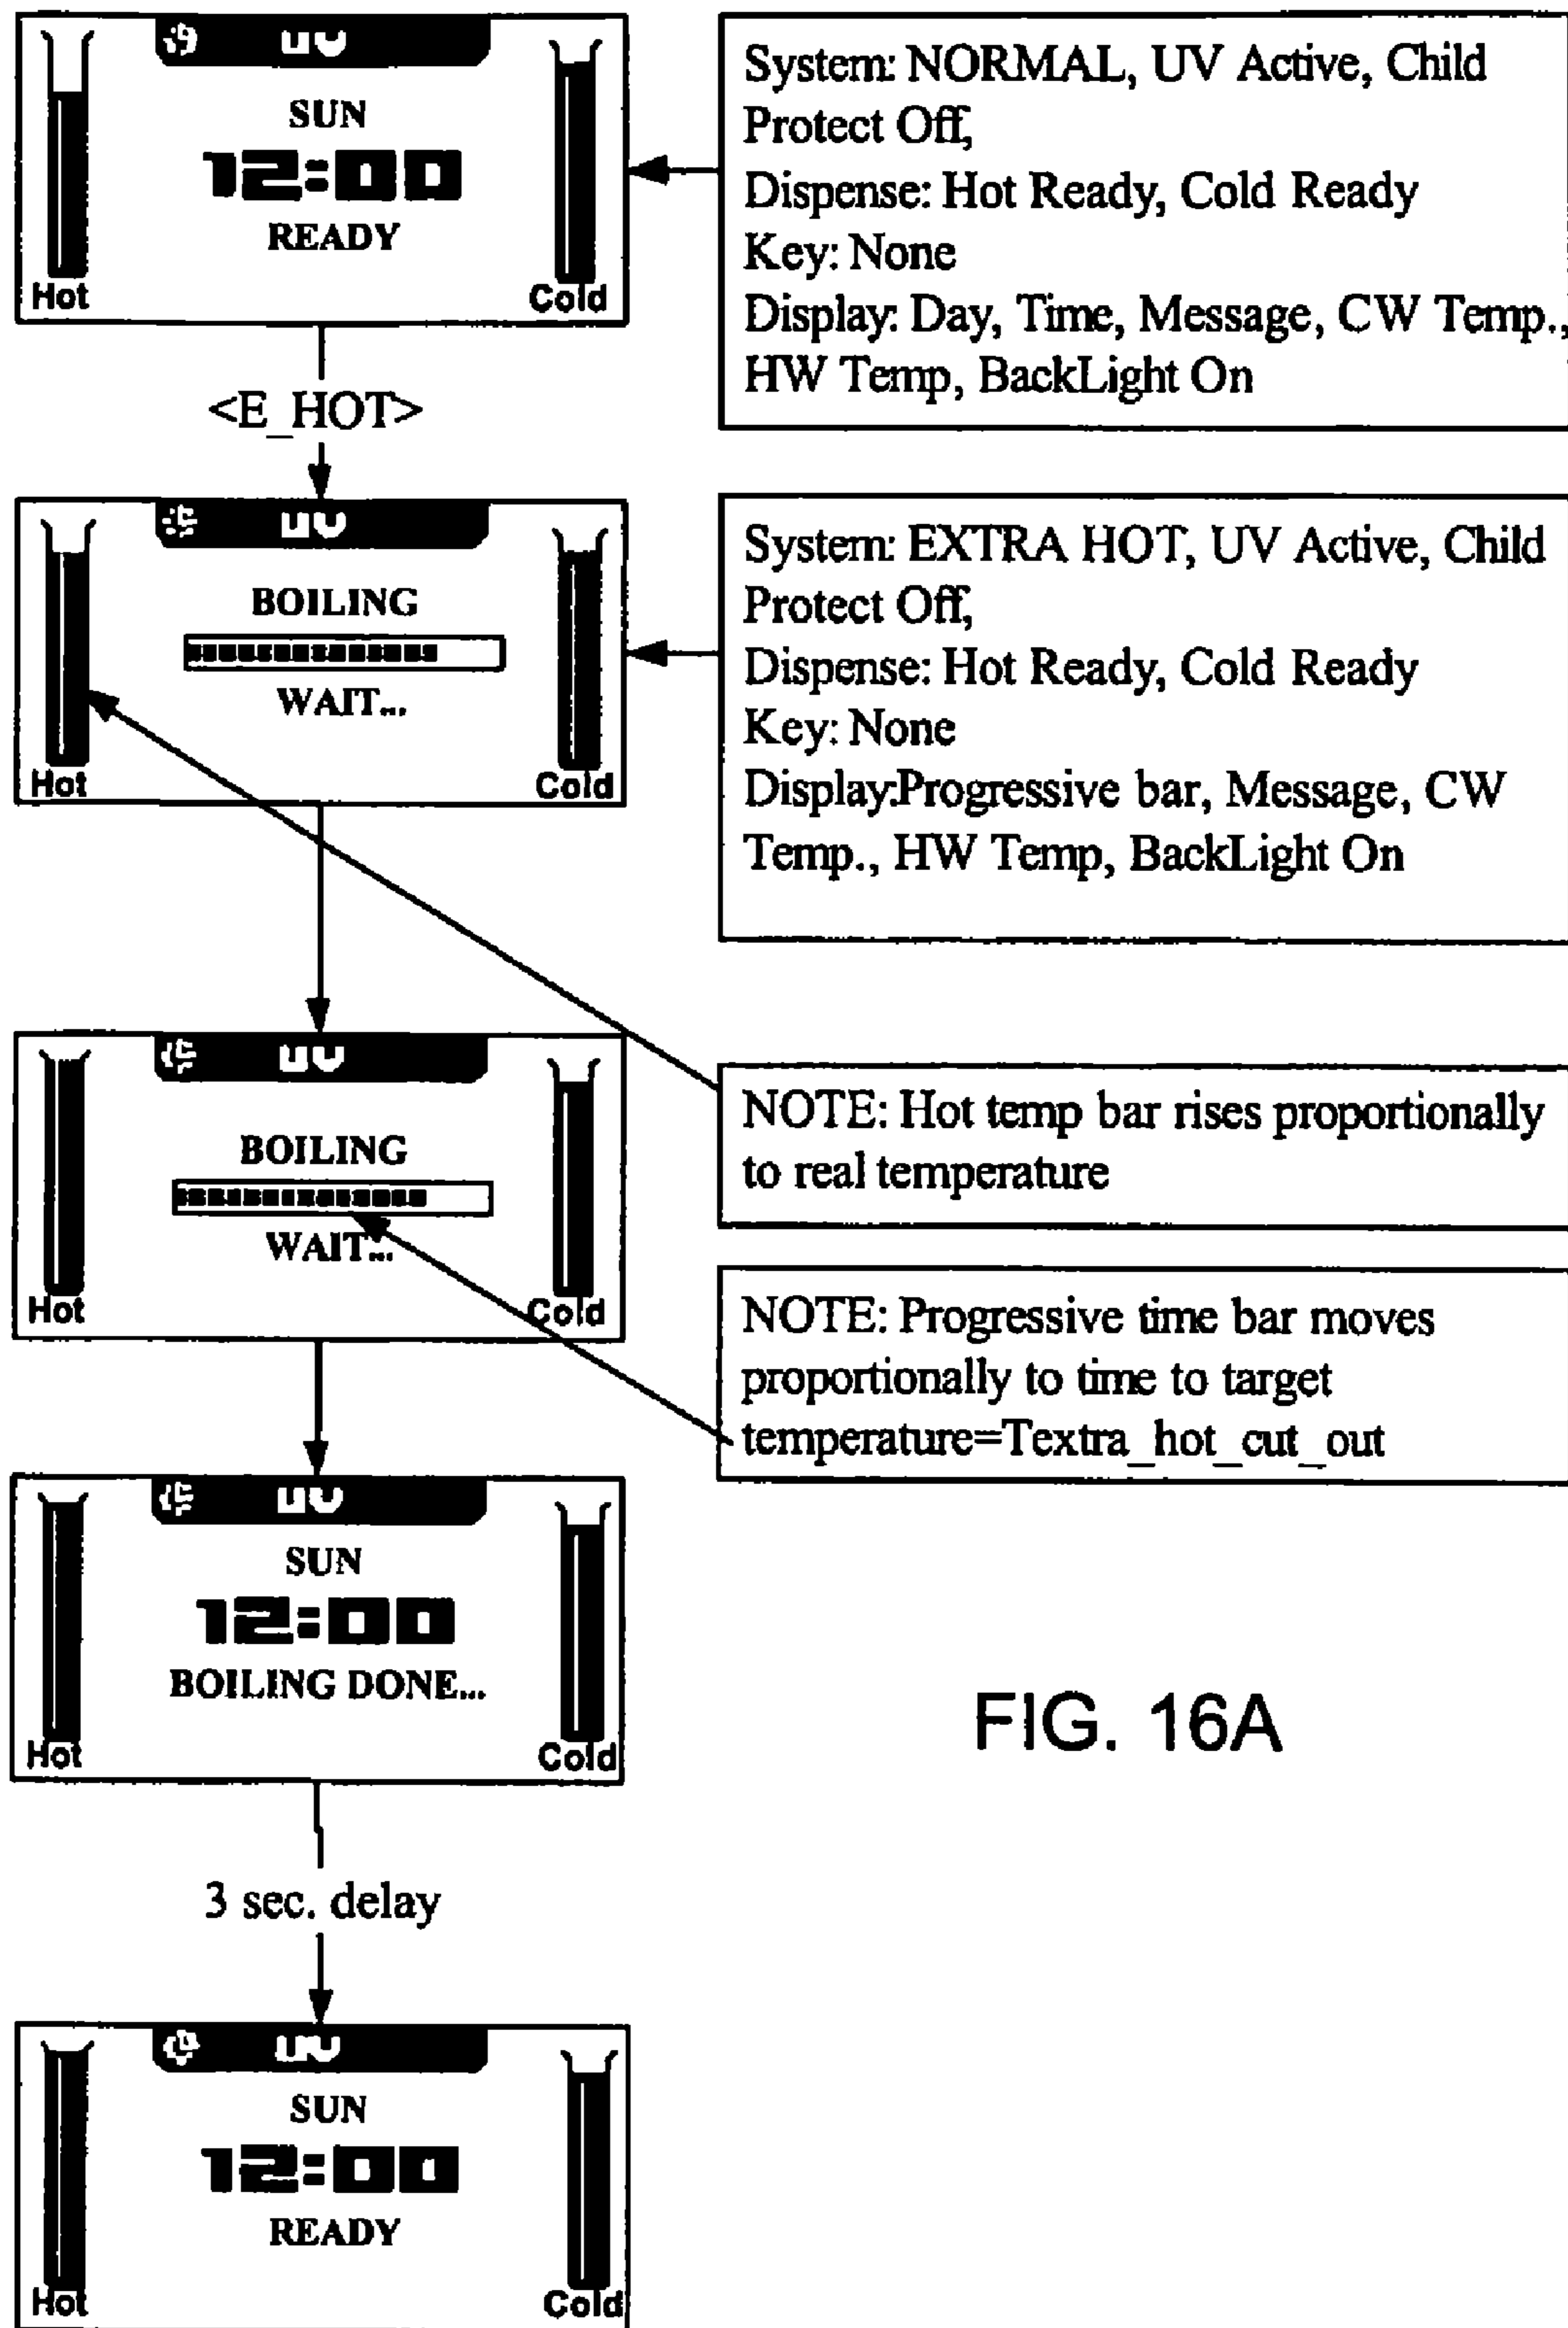 UV
SUN
12:00
READY
Hot
Cold
System: NORMAL, UV Active, Child
Protect Off,
Dispense: Hot Ready, Cold Ready
Key: None
Display: Day, Time, Message, CW Temp.,
HW Temp, BackLight On
<E_HOT>
UV
BOILING
WAIT...
Hot
Cold
System: EXTRA HOT, UV Active, Child
Protect Off,
Dispense: Hot Ready, Cold Ready
Key: None
Display:Progressive bar, Message, CW
Temp., HW Temp, BackLight On
UV
BOILING
WAIT...
Hot
Cold
NOTE: Hot temp bar rises proportionally
to real temperature
NOTE: Progressive time bar moves
proportionally to time to target
temperature=Textra_hot_cut_out
UV
SUN
12:00
BOILING DONE...
Hot
Cold
FIG. 16A
3 sec. delay
UV
SUN
12:00
READY
Hot
Cold